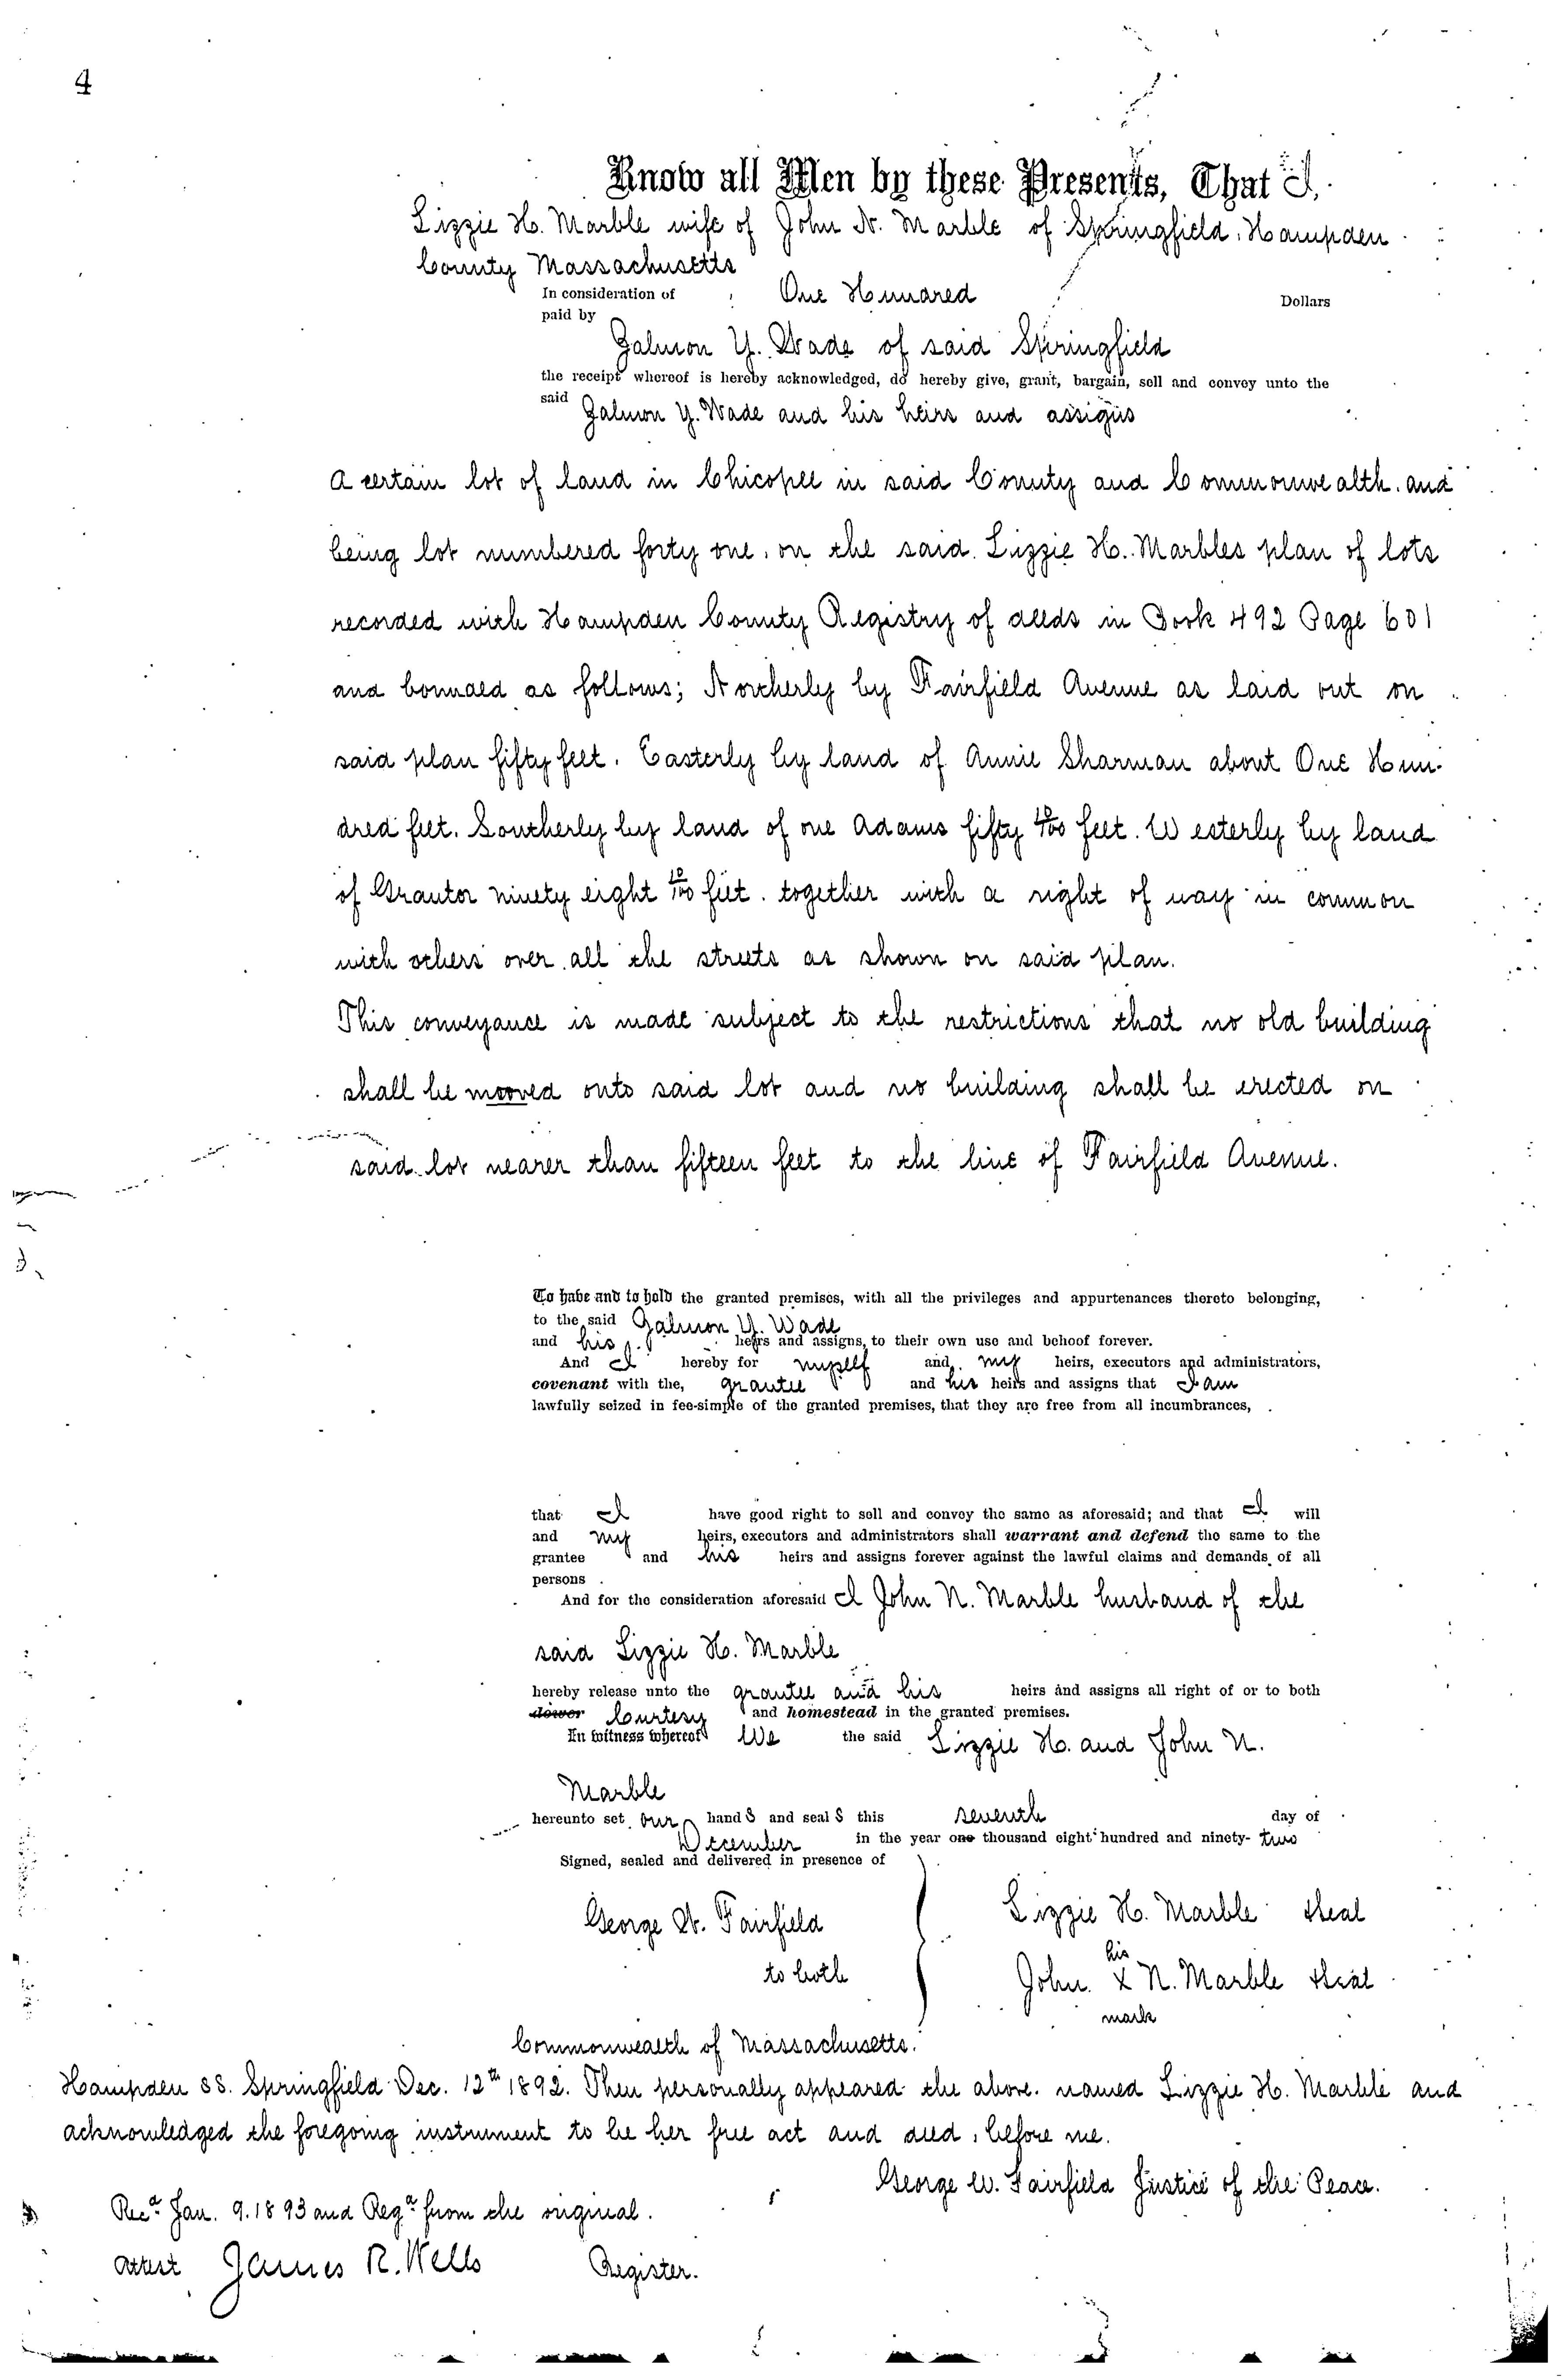 4
Know all Men by these Presents, That I,
Lizzie H. Marble wife of John N. Marble of Springfield, Hampden
County Massachusetts
In consideration of One Hundred Dollars
paid by
Galmon Y. Wade of said Springfield
the receipt whereof is hereby acknowledged, do hereby give, grant, bargain, sell and convey unto the
said Galmon Y. Wade and his heirs and assigns
A certain lot of land in Chicopee in said County and Commonwealth. and
being lot numbered forty one, on the said Lizzie H. Marbles plan of lots
recorded with Hampden County Registry of deeds in Book 492 Page 601
and bounded as follows; Northerly by Fairfield Avenue as laid out on
said plan fifty feet. Easterly by land of Annie Sharman about One Hun-
dred feet. Southerly by land of one Adams fifty feet. Westerly by land
of Grantor ninety eight 10/100 feet. together with a right of way in common
with others over all the streets as shown on said plan.
This conveyance is made subject to the restrictions that no old building
shall be mooved onto said lot and no building shall be erected on
said lot nearer than fifteen feet to the line of Fairfield Avenue.
To have and to hold the granted premises, with all the privileges and appurtenances thereto belonging,
to the said Galmon Y. Wade
and his heirs and assigns, to their own use and behoof forever.
And I hereby for myself and my heirs, executors and administrators,
covenant with the, grantee and his heirs and assigns that I am
lawfully seized in fee-simple of the granted premises, that they are free from all incumbrances,
that I have good right to sell and convey the same as aforesaid; and that I will
and my heirs, executors and administrators shall warrant and defend the same to the
grantee and his heirs and assigns forever against the lawful claims and demands of all
persons
And for the consideration aforesaid I John N. Marble husband of the
said Lizzie H. Marble
hereby release unto the grantee and his heirs and assigns all right of or to both
dower Courtesy and homestead in the granted premises.
In witness whereof We the said Lizzie H. and John N.
Marble
hereunto set our hand s and seal s this seventh day of
December in the year one thousand eight hundred and ninety- two
Signed, sealed and delivered in presence of
George W. Fairfield
to both
Lizzie H. Marble Seal
his
John X N. Marble Seal
mark
Commonwealth of Massachusetts.
Hampden SS. Springfield Dec. 12th 1892. Then personally appeared the above named Lizzie H. Marble and
acknowledged the foregoing instrument to be her free act and deed, before me.
George W. Fairfield Justice of the Peace.
Recd Jan. 9. 1893 and Regd from the original.
Attest James R. Wells Register.